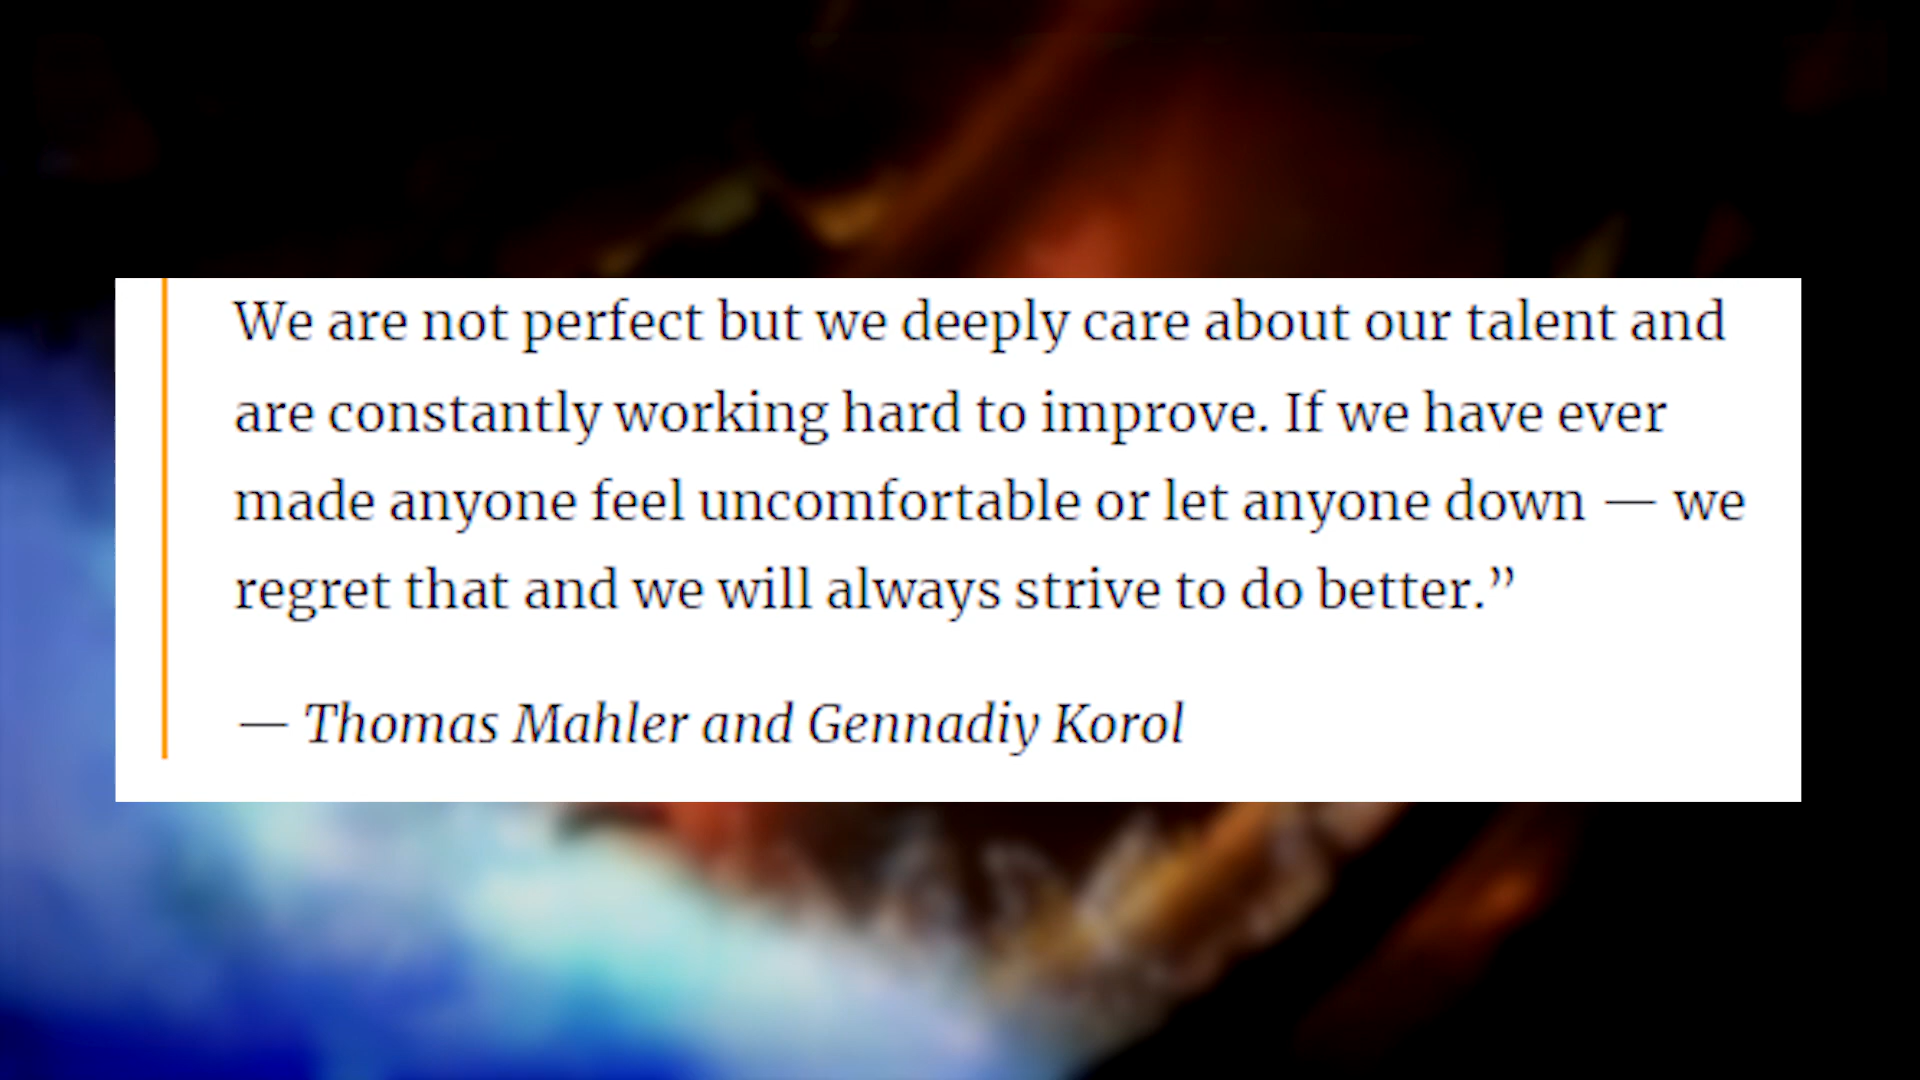 We are not perfect but we deeply care about our talent and
are constantly working hard to improve. If we have ever
made anyone feel uncomfortable or let anyone down — we
regret that and we will always strive to do better.”
— Thomas Mahler and Gennadiy Korol